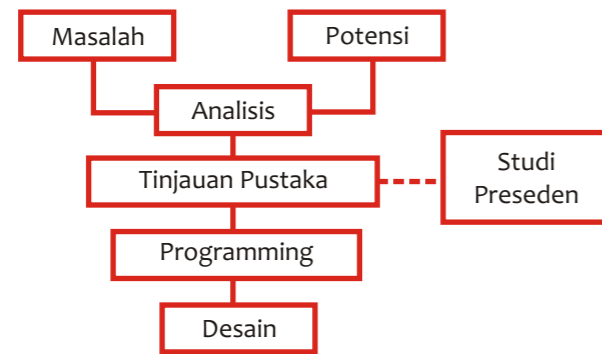 Masalah
Potensi
Analisis
Tinjauan Pustaka
Studi
Preseden
Programming
Desain